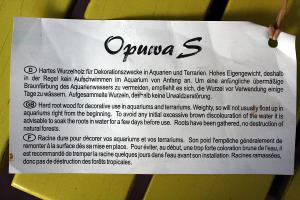 Opuwa S
D Hartes Wurzelholz für Dekorationszwecke in Aquarien und Terrarien. Hohes Eigengewicht, deshalb
in der Regel kein Aufschwimmen im Aquarium von Anfang an. Um eine anfänglich übermäßige
Braunfärbung des Aquarienwassers zu vermeiden, empfiehlt es sich, die Wurzel vor Verwendung einige
Tage zu wässern. Aufgesammelte Wurzeln, deshalb keine Urwaldzerstörung.
GB Hard root wood for decorative use in aquariums and terrariums. Weighty, so will not usually float up in
aquariums right from the beginning. To avoid any initial excessive brown discolouration of the water it is
advisable to soak the roots in water for a few days before use. Roots have been gathered, no destruction of
natural forests.
F Racine dure pour décorer vos aquariums et vos terrariums. Son poid l'empêche généralement de
remonter à la surface dès sa mise en place. Pour éviter, au début, une trop forte coloration brune de l'eau, il
est recommandé de tremper la racine quelques jours dans l'eau avant son installation. Racines ramassées,
donc pas de destruction des forêts tropicales.